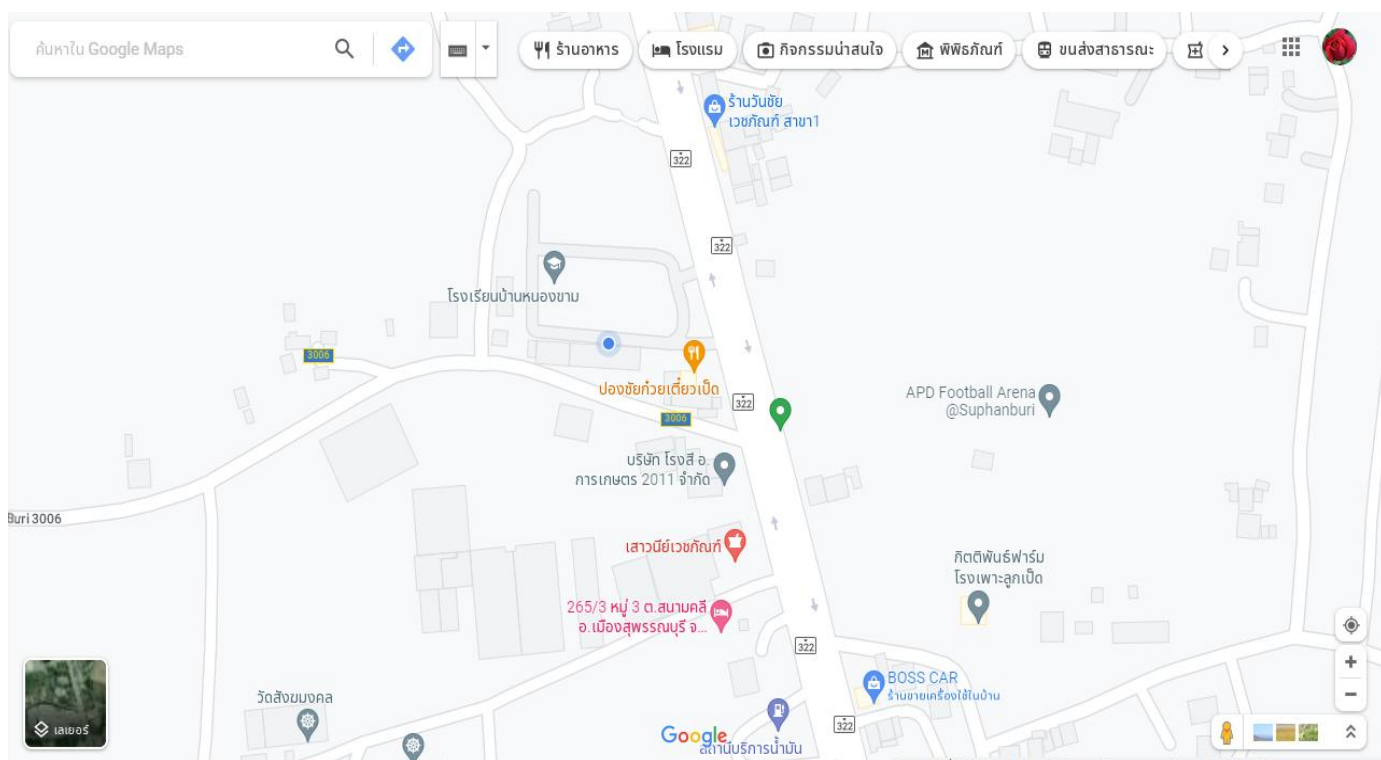 ค้นหาใน Google Maps
ร้านอาหาร
โรงแรม
กิจกรรมน่าสนใจ
พิพิธภัณฑ์
ขนส่งสาธารณะ
ร้านวันชัย
เวชภัณฑ์ สาขา1
322
322
โรงเรียนบ้านหนองขาม
3006
ปองชัยก๋วยเตี๋ยวเป็ด
322
3006
APD Football Arena
@Suphanburi
บริษัท โรงสี อ.
การเกษตร 2011 จำกัด
Buri 3006
เสาวนีย์เวชภัณฑ์
กิตติพันธ์ฟาร์ม
โรงเพาะลูกเป็ด
265/3 หมู่ 3 ต.สนามคลี
อ.เมืองสุพรรณบุรี จ...
322
BOSS CAR
ร้านขายเครื่องใช้ในบ้าน
วัดสังฆมงคล
322
เลเยอร์
Google
สถานีบริการน้ำมัน